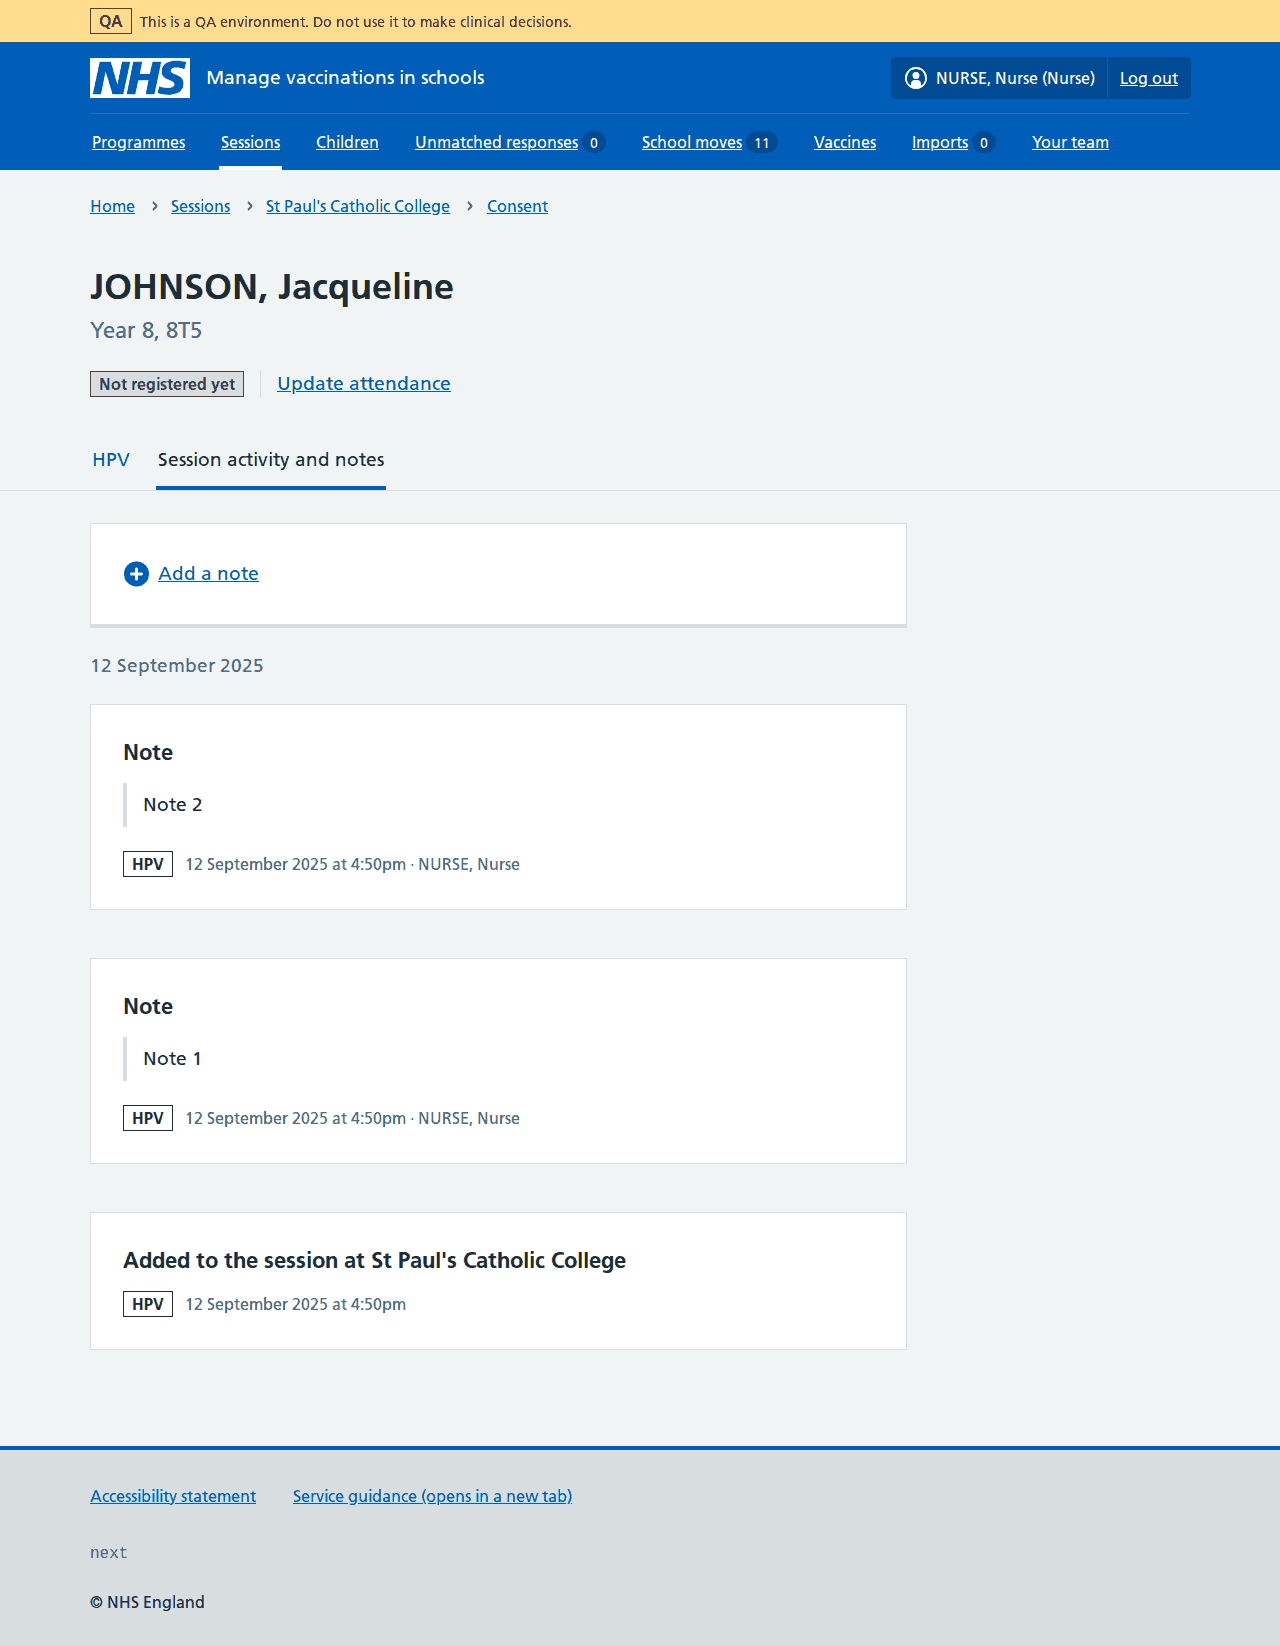 QA This is a QA environment. Do not use it to make clinical decisions.
NHS Manage vaccinations in schools NURSE, Nurse (Nurse) Log out
Programmes Sessions Children Unmatched responses 0 School moves 11 Vaccines Imports 0 Your team
Home Sessions St Paul's Catholic College Consent
JOHNSON, Jacqueline
Year 8, 8T5
Not registered yet Update attendance
HPV Session activity and notes
Add a note
12 September 2025
Note
Note 2
HPV 12 September 2025 at 4:50pm · NURSE, Nurse
Note
Note 1
HPV 12 September 2025 at 4:50pm · NURSE, Nurse
Added to the session at St Paul's Catholic College
HPV 12 September 2025 at 4:50pm
Accessibility statement Service guidance (opens in a new tab)
next
© NHS England